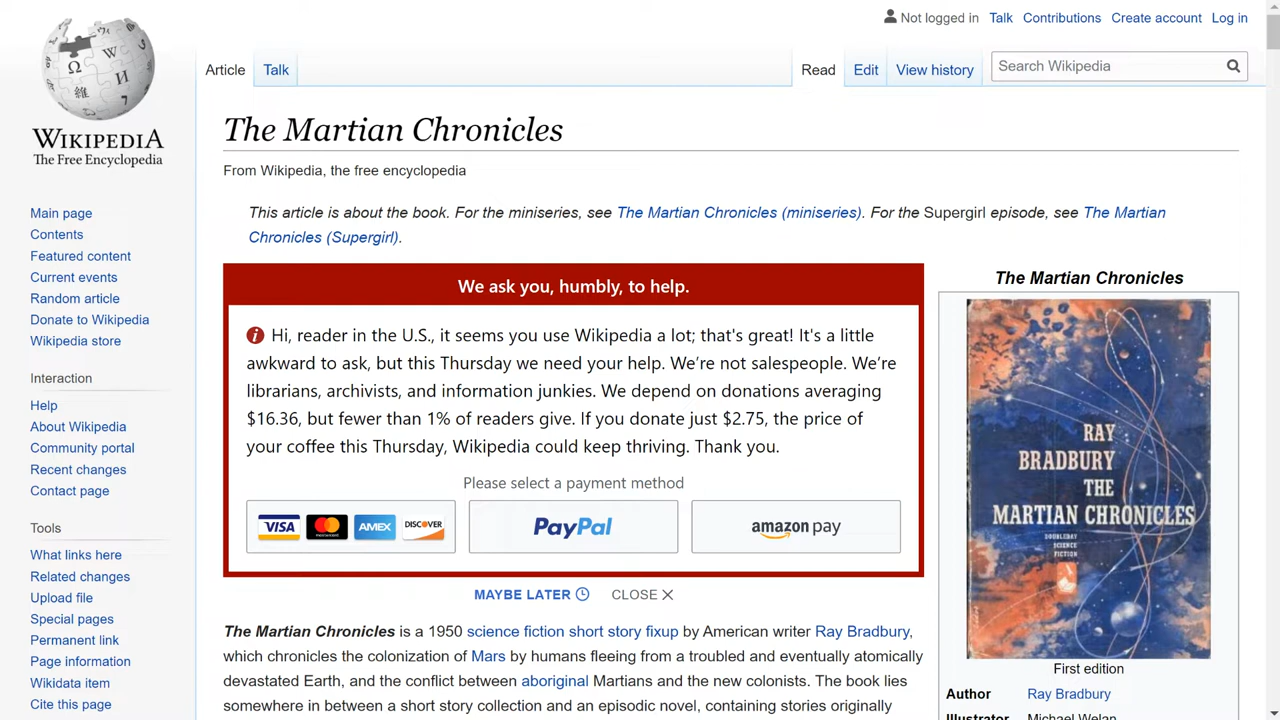 Not logged in Talk Contributions Create account Log in
Article Talk Read Edit View history Search Wikipedia
WIKIPEDIA
The Free Encyclopedia
Main page
Contents
Featured content
Current events
Random article
Donate to Wikipedia
Wikipedia store
Interaction
Help
About Wikipedia
Community portal
Recent changes
Contact page
Tools
What links here
Related changes
Upload file
Special pages
Permanent link
Page information
Wikidata item
Cite this page
The Martian Chronicles
From Wikipedia, the free encyclopedia
This article is about the book. For the miniseries, see The Martian Chronicles (miniseries). For the Supergirl episode, see The Martian
Chronicles (Supergirl).
We ask you, humbly, to help.
Hi, reader in the U.S., it seems you use Wikipedia a lot; that's great! It's a little
awkward to ask, but this Thursday we need your help. We're not salespeople. We're
librarians, archivists, and information junkies. We depend on donations averaging
$16.36, but fewer than 1% of readers give. If you donate just $2.75, the price of
your coffee this Thursday, Wikipedia could keep thriving. Thank you.
Please select a payment method
VISA mastercard AMEX DISCOVER PayPal amazon pay
MAYBE LATER CLOSE
The Martian Chronicles is a 1950 science fiction short story fixup by American writer Ray Bradbury,
which chronicles the colonization of Mars by humans fleeing from a troubled and eventually atomically
devastated Earth, and the conflict between aboriginal Martians and the new colonists. The book lies
somewhere in between a short story collection and an episodic novel, containing stories originally
The Martian Chronicles
RAY
BRADBURY
THE
MARTIAN CHRONICLES
DOUBLEDAY
SCIENCE
FICTION
First edition
Author Ray Bradbury
Illustrator Michael Welan